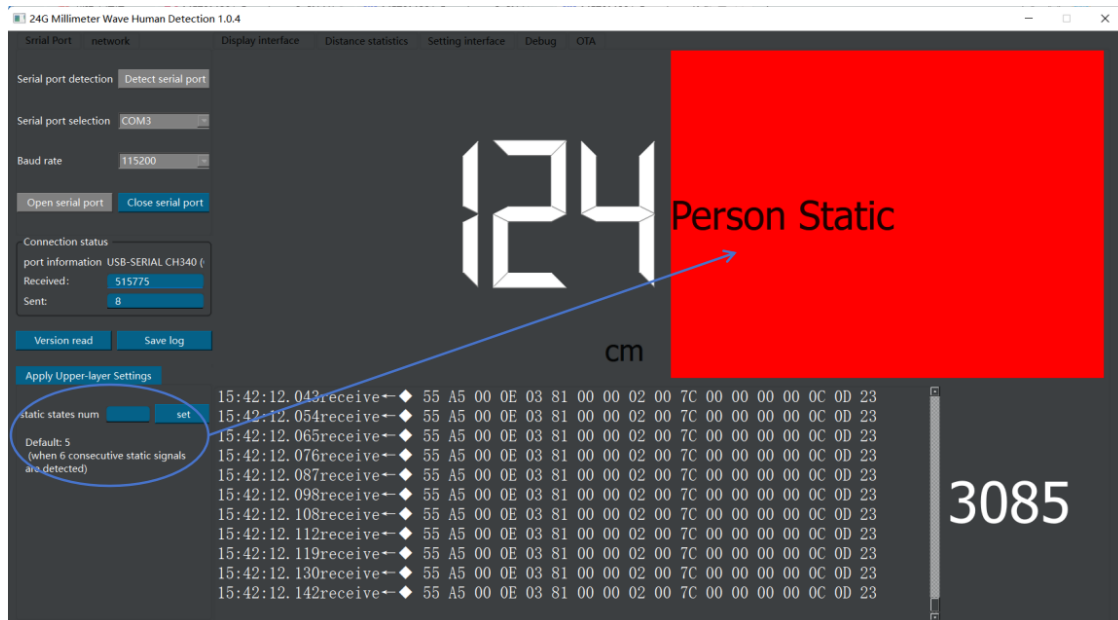 24G Millimeter Wave Human Detection 1.0.4
Srrial Port network Display interface Distance statistics Setting interface Debug OTA
Serial port detection Detect serial port
Serial port selection COM3
Baud rate 115200
Open serial port Close serial port
124
cm
Person Static
Connection status
port information USB-SERIAL CH340 (
Received: 515775
Sent: 8
Version read Save log
Apply Upper-layer Settings
static states num set
Default: 5
(when 6 consecutive static signals
are detected)
15:42:12.043receive←◆ 55 A5 00 0E 03 81 00 00 02 00 7C 00 00 00 00 0C 0D 23
15:42:12.054receive←◆ 55 A5 00 0E 03 81 00 00 02 00 7C 00 00 00 00 0C 0D 23
15:42:12.065receive←◆ 55 A5 00 0E 03 81 00 00 02 00 7C 00 00 00 00 0C 0D 23
15:42:12.076receive←◆ 55 A5 00 0E 03 81 00 00 02 00 7C 00 00 00 00 0C 0D 23
15:42:12.087receive←◆ 55 A5 00 0E 03 81 00 00 02 00 7C 00 00 00 00 0C 0D 23
15:42:12.098receive←◆ 55 A5 00 0E 03 81 00 00 02 00 7C 00 00 00 00 0C 0D 23
15:42:12.108receive←◆ 55 A5 00 0E 03 81 00 00 02 00 7C 00 00 00 00 0C 0D 23
15:42:12.112receive←◆ 55 A5 00 0E 03 81 00 00 02 00 7C 00 00 00 00 0C 0D 23
15:42:12.119receive←◆ 55 A5 00 0E 03 81 00 00 02 00 7C 00 00 00 00 0C 0D 23
15:42:12.130receive←◆ 55 A5 00 0E 03 81 00 00 02 00 7C 00 00 00 00 0C 0D 23
15:42:12.142receive←◆ 55 A5 00 0E 03 81 00 00 02 00 7C 00 00 00 00 0C 0D 23
3085